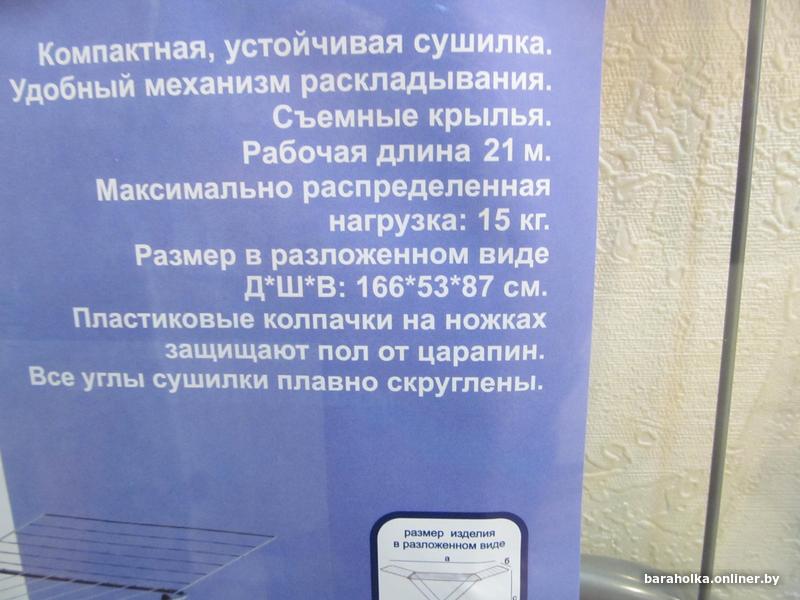 Компактная, устойчивая сушилка.
Удобный механизм раскладывания.
Съемные крылья.
Рабочая длина 21 м.
Максимально распределенная
нагрузка: 15 кг.
Размер в разложенном виде
Д*Ш*В: 166*53*87 см.
Пластиковые колпачки на ножках
защищают пол от царапин.
Все углы сушилки плавно скруглены.
размер изделия
в разложенном виде
а
б
с
baraholka.onliner.by